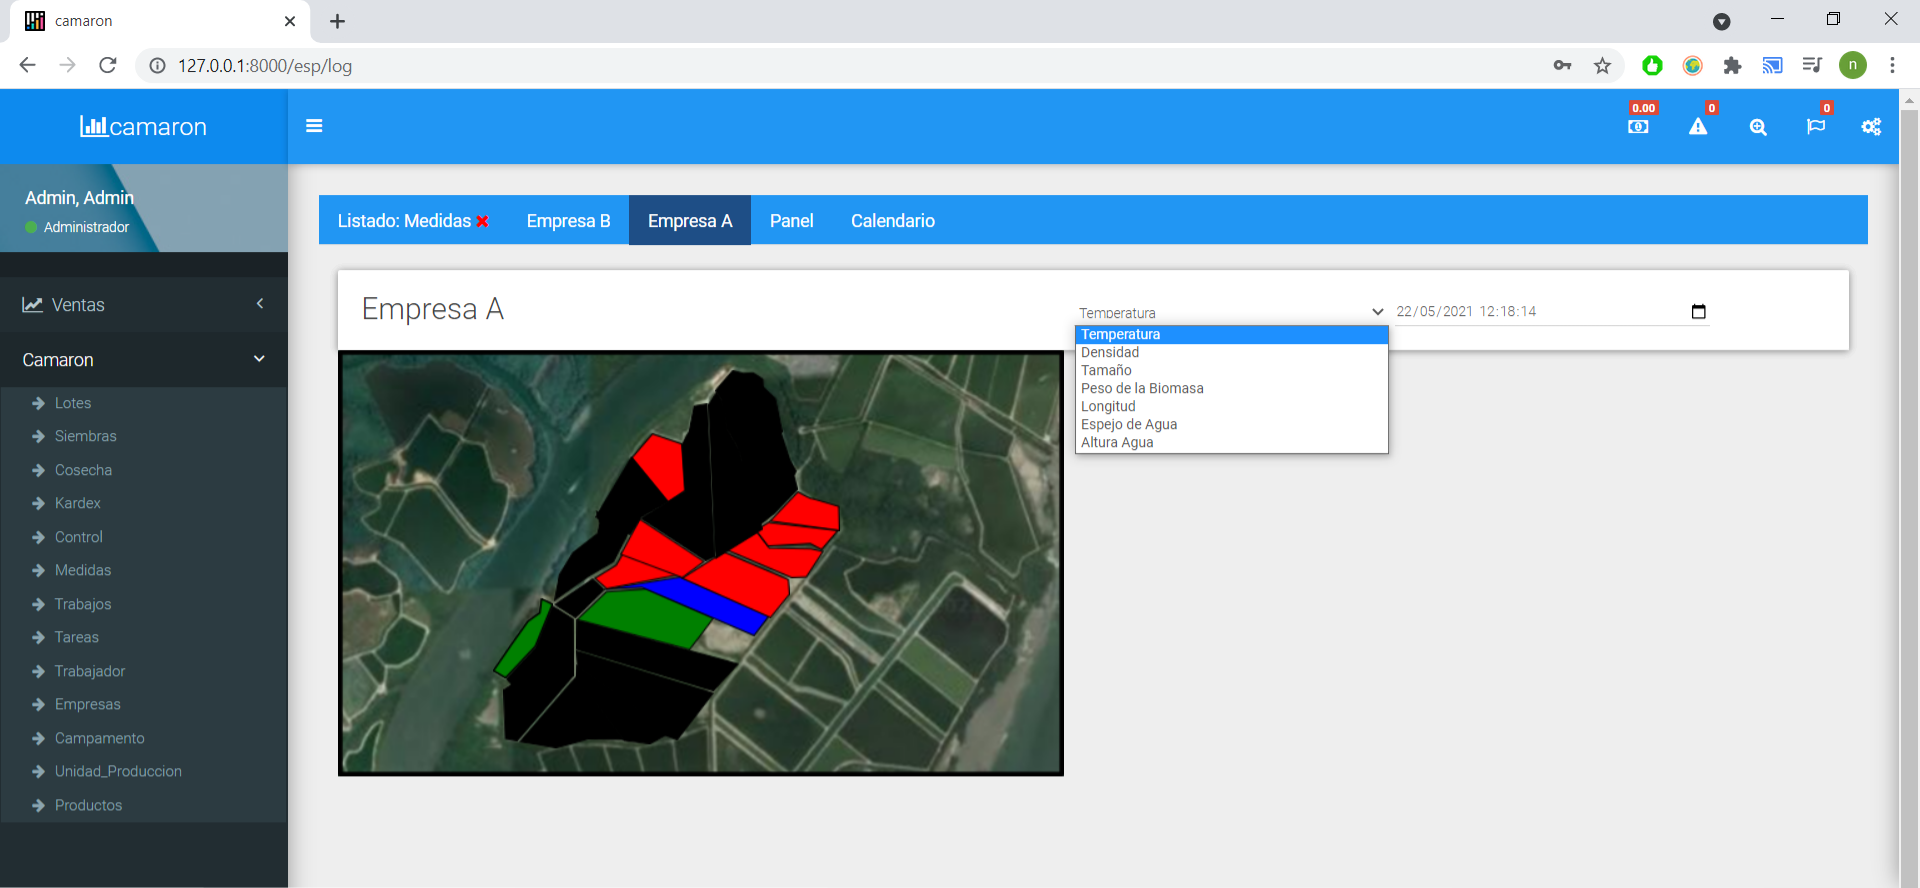 camaron
127.0.0.1:8000/esp/log
n
camaron
0.00
0
0
Admin, Admin
Administrador
Listado: Medidas
Empresa B
Empresa A
Panel
Calendario
Ventas
Camaron
Lotes
Siembras
Cosecha
Kardex
Control
Medidas
Trabajos
Tareas
Trabajador
Empresas
Campamento
Unidad_Produccion
Productos
Empresa A
Temperatura
22/05/2021 12:18:14
Temperatura
Densidad
Tamaño
Peso de la Biomasa
Longitud
Espejo de Agua
Altura Agua